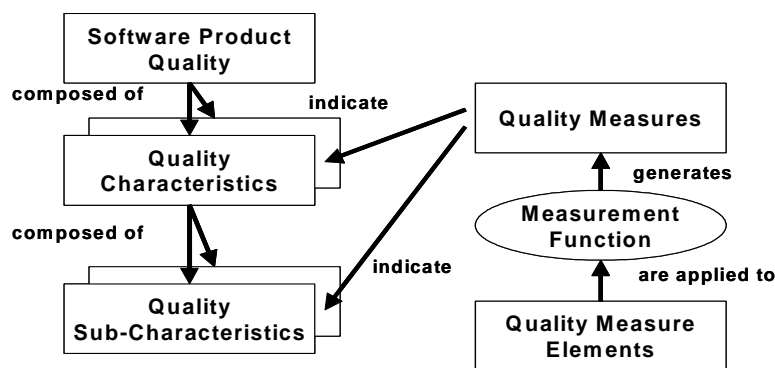 Software Product
Quality
composed of
indicate
Quality
Characteristics
composed of
indicate
Quality
Sub-Characteristics
Quality Measures
generates
Measurement
Function
are applied to
Quality Measure
Elements